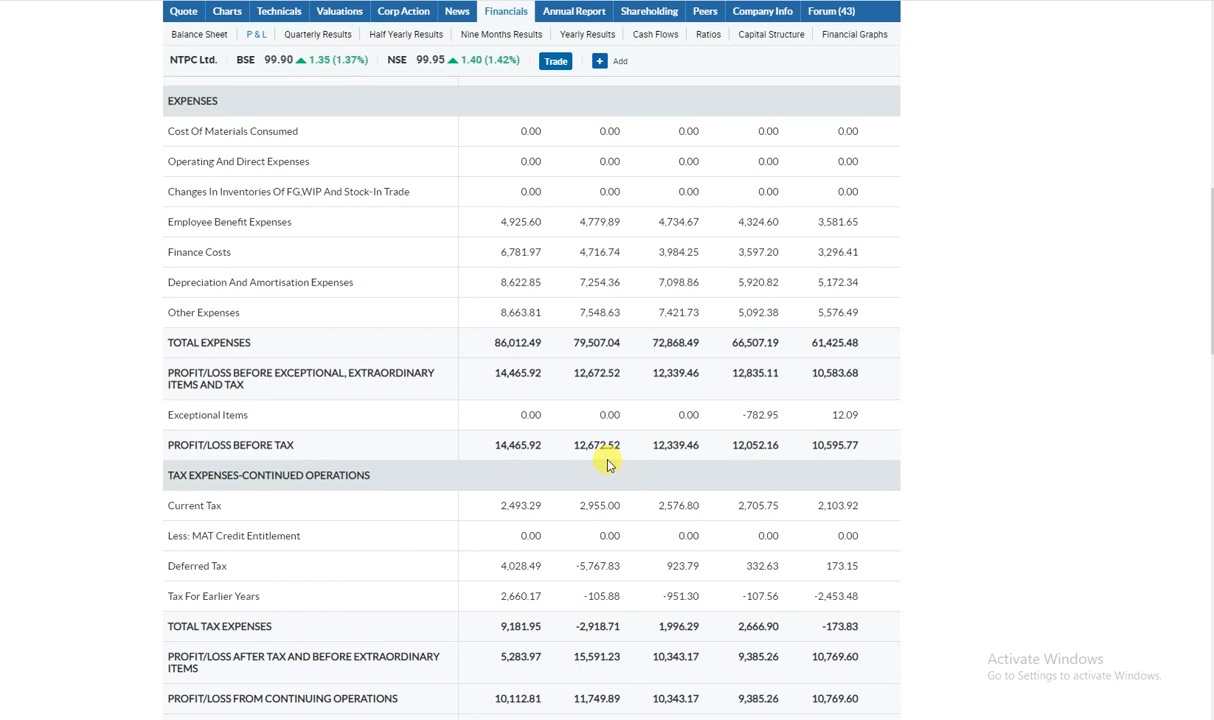 Quote Charts Technicals Valuations Corp Action News Financials Annual Report Shareholding Peers Company Info Forum (43)
Balance Sheet P & L Quarterly Results Half Yearly Results Nine Months Results Yearly Results Cash Flows Ratios Capital Structure Financial Graphs
NTPC Ltd. BSE 99.90 1.35 (1.37%) NSE 99.95 1.40 (1.42%) Trade + Add
EXPENSES
Cost Of Materials Consumed 0.00 0.00 0.00 0.00 0.00
Operating And Direct Expenses 0.00 0.00 0.00 0.00 0.00
Changes In Inventories Of FG,WIP And Stock-In Trade 0.00 0.00 0.00 0.00 0.00
Employee Benefit Expenses 4,925.60 4,779.89 4,734.67 4,324.60 3,581.65
Finance Costs 6,781.97 4,716.74 3,984.25 3,597.20 3,296.41
Depreciation And Amortisation Expenses 8,622.85 7,254.36 7,098.86 5,920.82 5,172.34
Other Expenses 8,663.81 7,548.63 7,421.73 5,092.38 5,576.49
TOTAL EXPENSES 86,012.49 79,507.04 72,868.49 66,507.19 61,425.48
PROFIT/LOSS BEFORE EXCEPTIONAL, EXTRAORDINARY 14,465.92 12,672.52 12,339.46 12,835.11 10,583.68
ITEMS AND TAX
Exceptional Items 0.00 0.00 0.00 -782.95 12.09
PROFIT/LOSS BEFORE TAX 14,465.92 12,672.52 12,339.46 12,052.16 10,595.77
TAX EXPENSES-CONTINUED OPERATIONS
Current Tax 2,493.29 2,955.00 2,576.80 2,705.75 2,103.92
Less: MAT Credit Entitlement 0.00 0.00 0.00 0.00 0.00
Deferred Tax 4,028.49 -5,767.83 923.79 332.63 173.15
Tax For Earlier Years 2,660.17 -105.88 -951.30 -107.56 -2,453.48
TOTAL TAX EXPENSES 9,181.95 -2,918.71 1,996.29 2,666.90 -173.83
PROFIT/LOSS AFTER TAX AND BEFORE EXTRAORDINARY 5,283.97 15,591.23 10,343.17 9,385.26 10,769.60
ITEMS
PROFIT/LOSS FROM CONTINUING OPERATIONS 10,112.81 11,749.89 10,343.17 9,385.26 10,769.60
Activate Windows
Go to Settings to activate Windows.